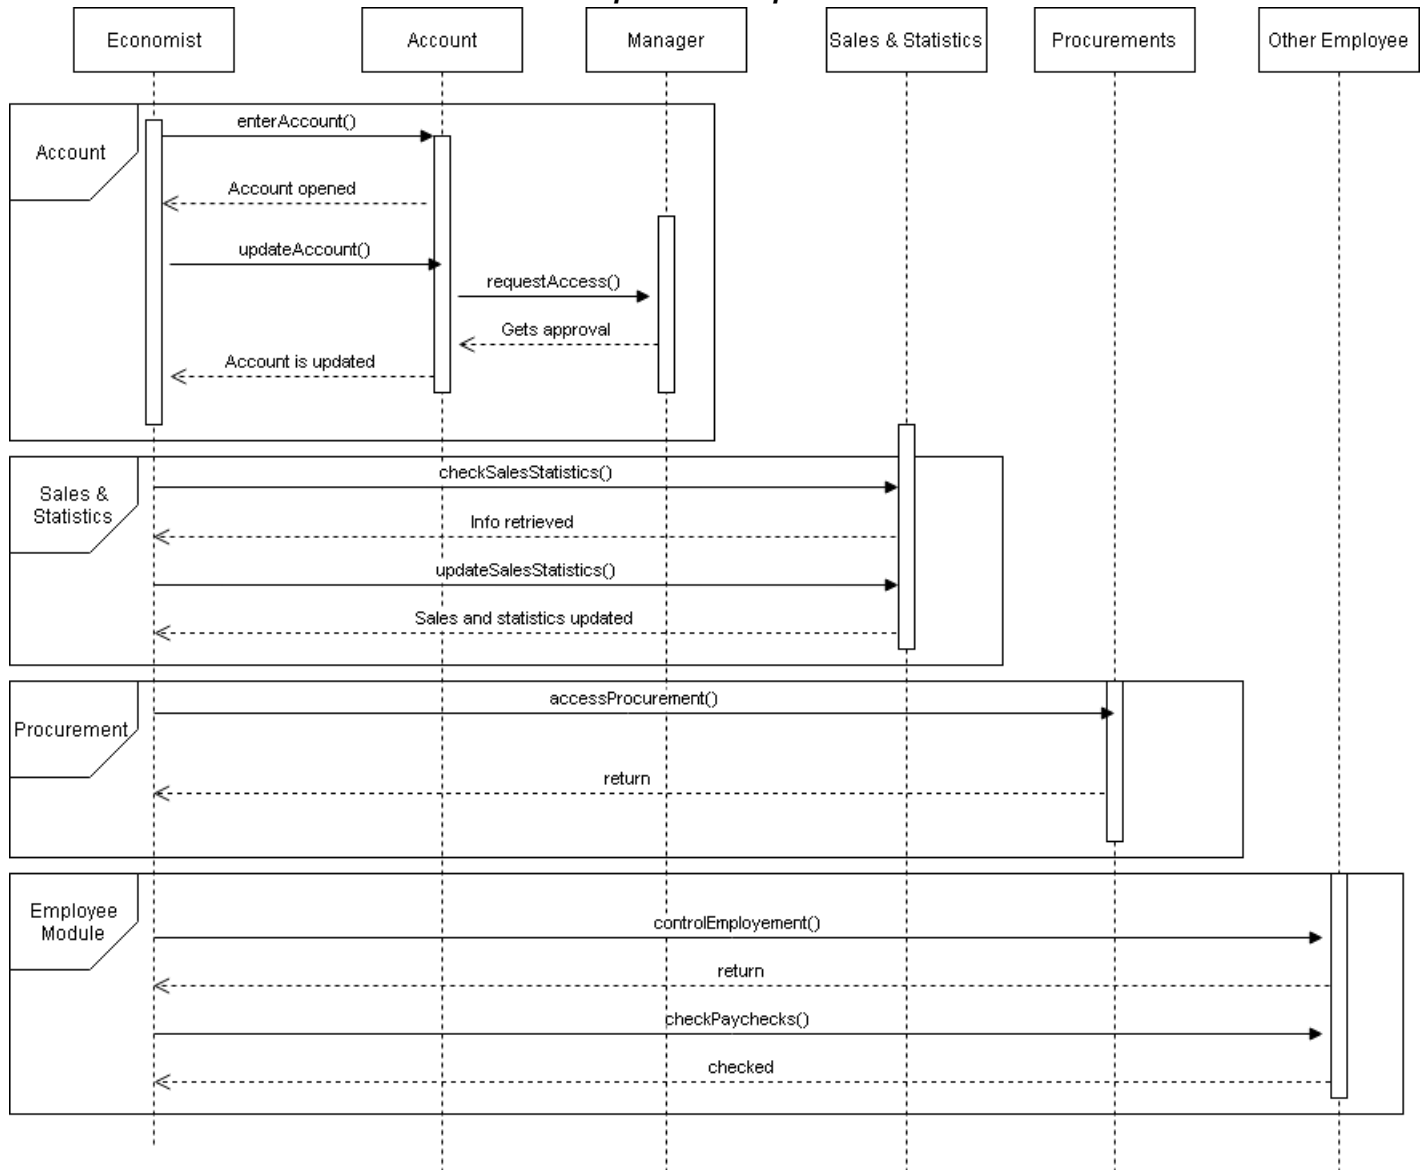 Economist
Account
Manager
Sales & Statistics
Procurements
Other Employee
Account
enterAccount()
Account opened
updateAccount()
requestAccess()
Gets approval
Account is updated
Sales &
Statistics
checkSalesStatistics()
Info retrieved
updateSalesStatistics()
Sales and statistics updated
Procurement
accessProcurement()
return
Employee
Module
controlEmployement()
return
checkPaychecks()
checked